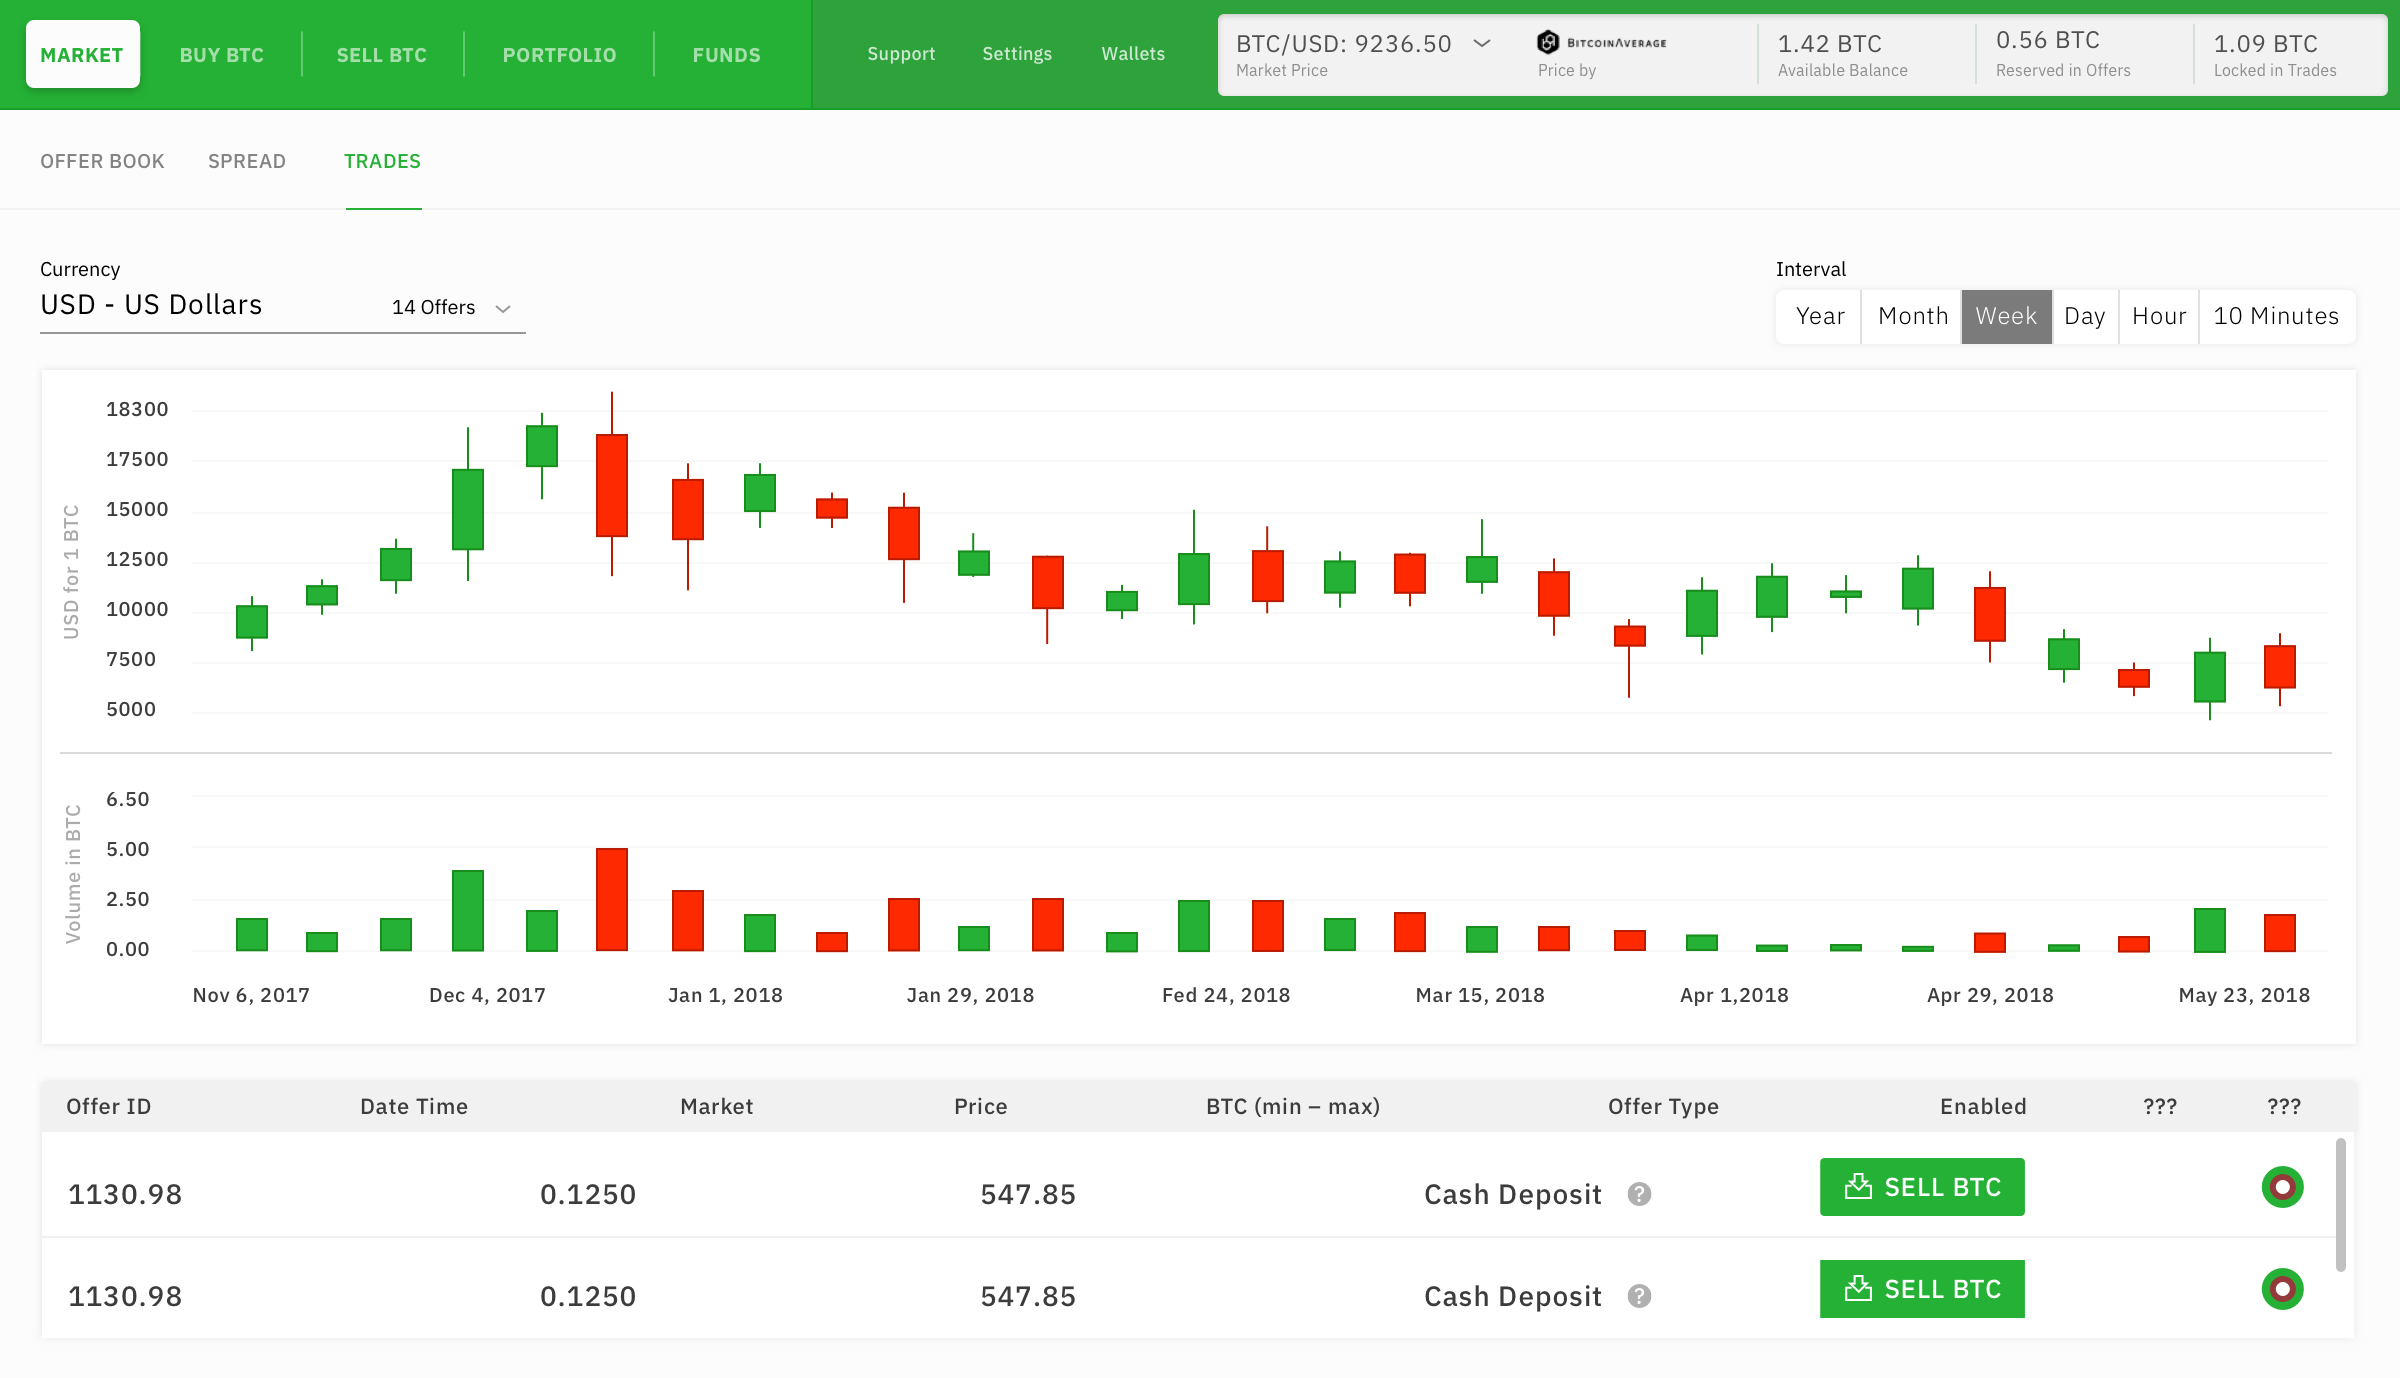 MARKET BUY BTC SELL BTC PORTFOLIO FUNDS Support Settings Wallets BTC/USD: 9236.50 BITCOINAVERAGE 1.42 BTC 0.56 BTC 1.09 BTC
Market Price Price by Available Balance Reserved in Offers Locked in Trades
OFFER BOOK SPREAD TRADES
Currency Interval
USD - US Dollars 14 Offers Year Month Week Day Hour 10 Minutes
USD for 1 BTC
18300
17500
15000
12500
10000
7500
5000
Volume in BTC
6.50
5.00
2.50
0.00
Nov 6, 2017 Dec 4, 2017 Jan 1, 2018 Jan 29, 2018 Fed 24, 2018 Mar 15, 2018 Apr 1,2018 Apr 29, 2018 May 23, 2018
Offer ID Date Time Market Price BTC (min – max) Offer Type Enabled ??? ???
1130.98 0.1250 547.85 Cash Deposit ? SELL BTC
1130.98 0.1250 547.85 Cash Deposit ? SELL BTC